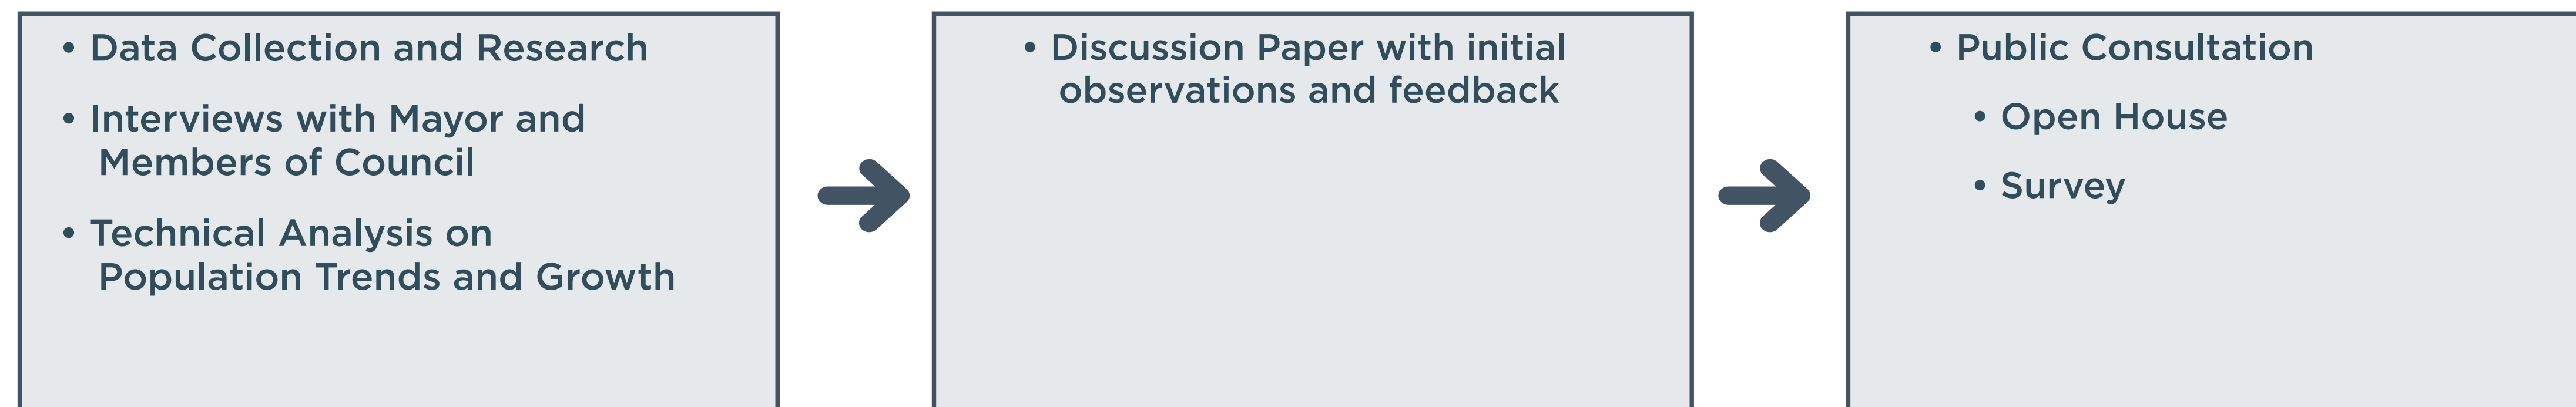 • Data Collection and Research
• Interviews with Mayor and
Members of Council
• Technical Analysis on
Population Trends and Growth
• Discussion Paper with initial
observations and feedback
• Public Consultation
• Open House
• Survey